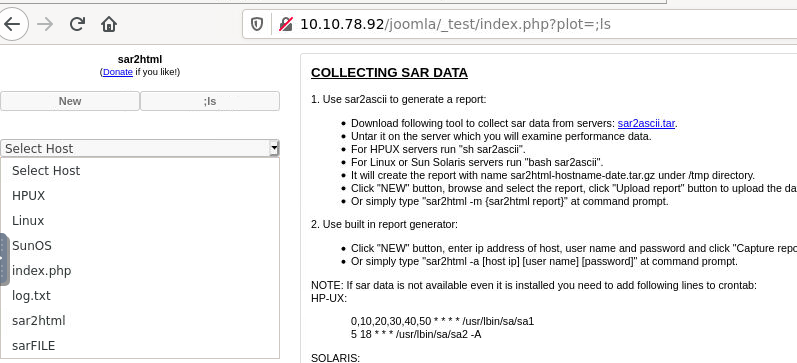 10.10.78.92/joomla/_test/index.php?plot=;ls
sar2html
(Donate if you like!)
New
;ls
Select Host
Select Host
HPUX
Linux
SunOS
index.php
log.txt
sar2html
sarFILE
COLLECTING SAR DATA
1. Use sar2ascii to generate a report:
Download following tool to collect sar data from servers: sar2ascii.tar.
Untar it on the server which you will examine performance data.
For HPUX servers run "sh sar2ascii".
For Linux or Sun Solaris servers run "bash sar2ascii".
It will create the report with name sar2html-hostname-date.tar.gz under /tmp directory.
Click "NEW" button, browse and select the report, click "Upload report" button to upload the da
Or simply type "sar2html -m {sar2html report}" at command prompt.
2. Use built in report generator:
Click "NEW" button, enter ip address of host, user name and password and click "Capture repo
Or simply type "sar2html -a [host ip] [user name] [password]" at command prompt.
NOTE: If sar data is not available even it is installed you need to add following lines to crontab:
HP-UX:
0,10,20,30,40,50 * * * * /usr/lbin/sa/sa1
5 18 * * * /usr/lbin/sa/sa2 -A
SOLARIS: